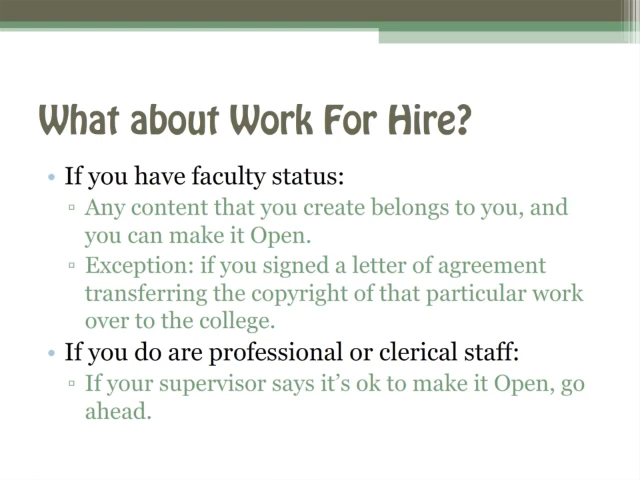 What about Work For Hire?
• If you have faculty status:
▫ Any content that you create belongs to you, and
you can make it Open.
▫ Exception: if you signed a letter of agreement
transferring the copyright of that particular work
over to the college.
• If you do are professional or clerical staff:
▫ If your supervisor says it’s ok to make it Open, go
ahead.